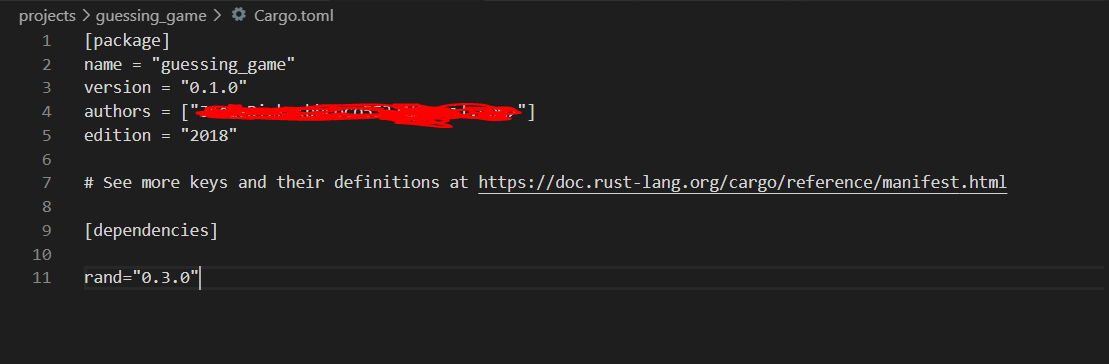 projects > guessing_game > Cargo.toml
1 [package]
2 name = "guessing_game"
3 version = "0.1.0"
4 authors = [" "]
5 edition = "2018"
6
7 # See more keys and their definitions at https://doc.rust-lang.org/cargo/reference/manifest.html
8
9 [dependencies]
10
11 rand="0.3.0"